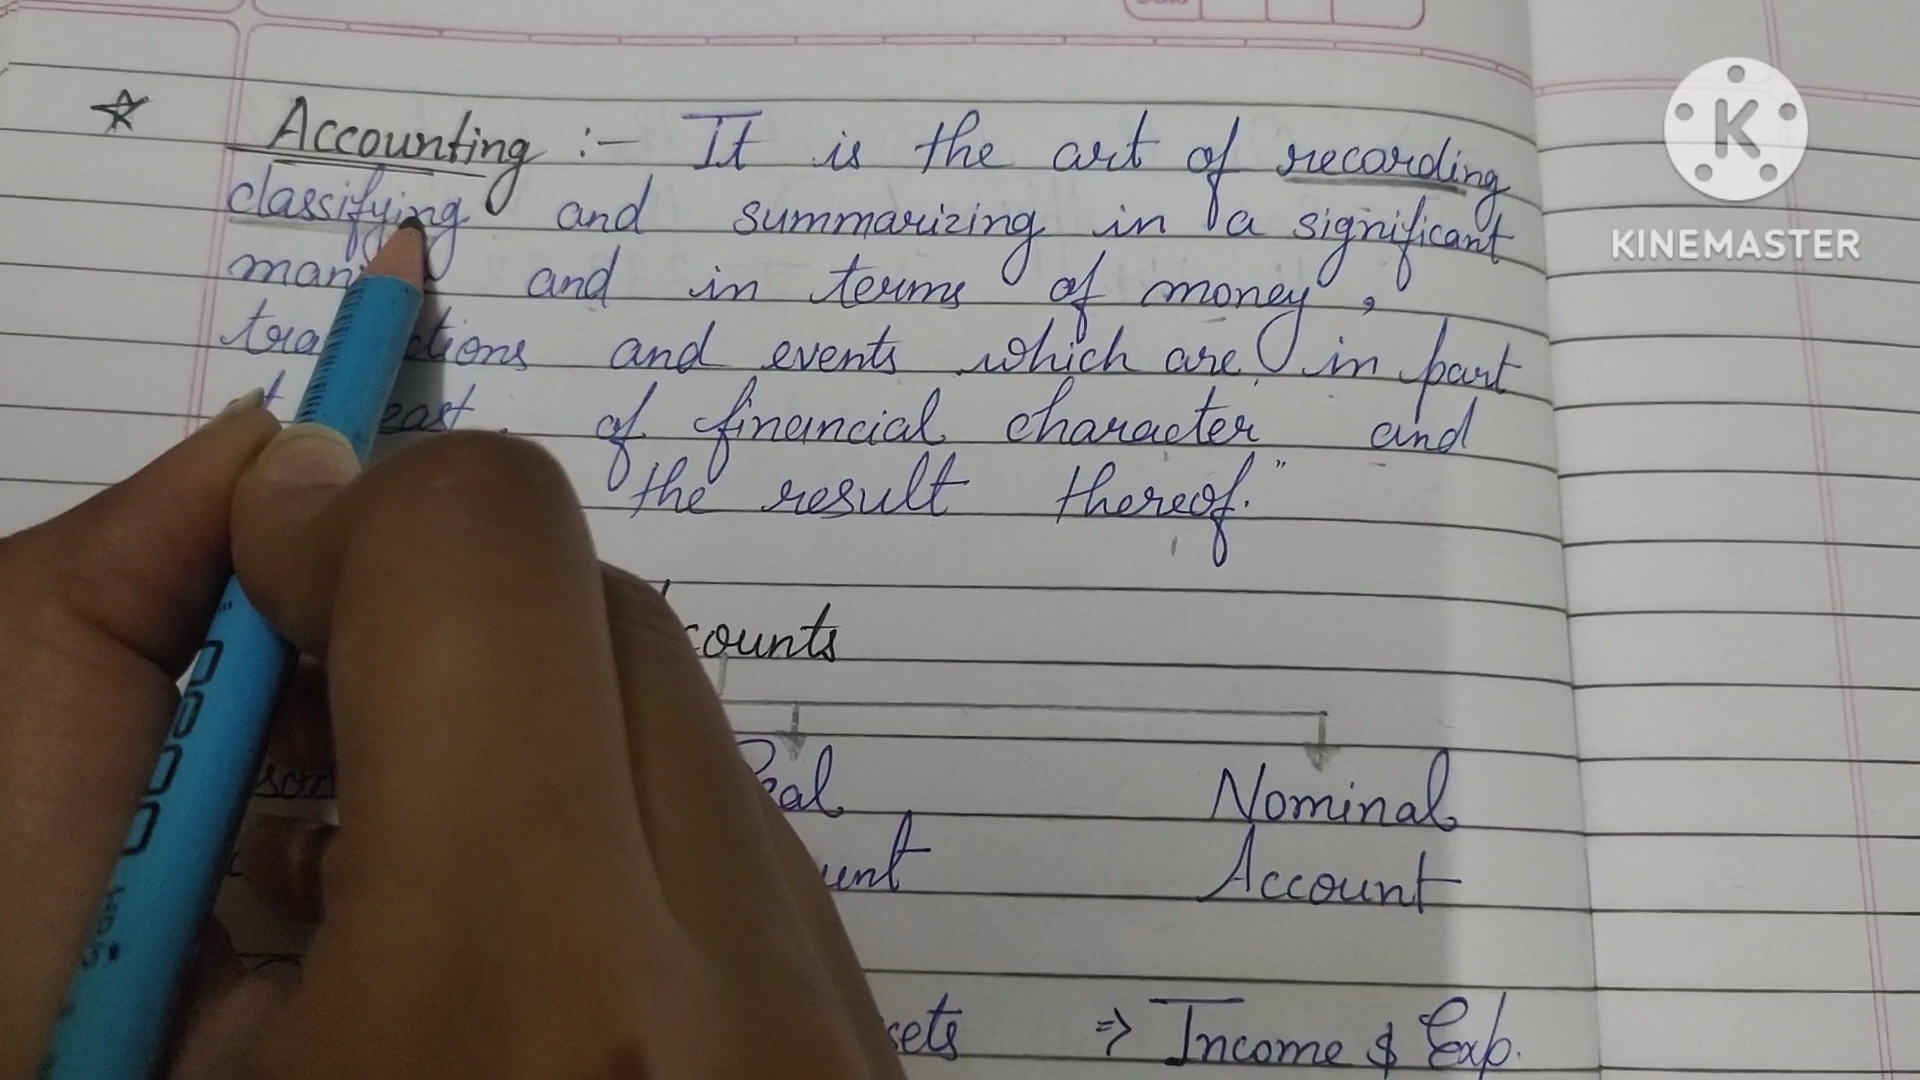 Accounting :- It is the art of recording
classifying and summarizing in a significant
and in terms of money,
and events which are in part
of financial character and
the result thereof."
counts
Real Nominal
Account
sets ⇒ Income & Exp.
KINEMASTER